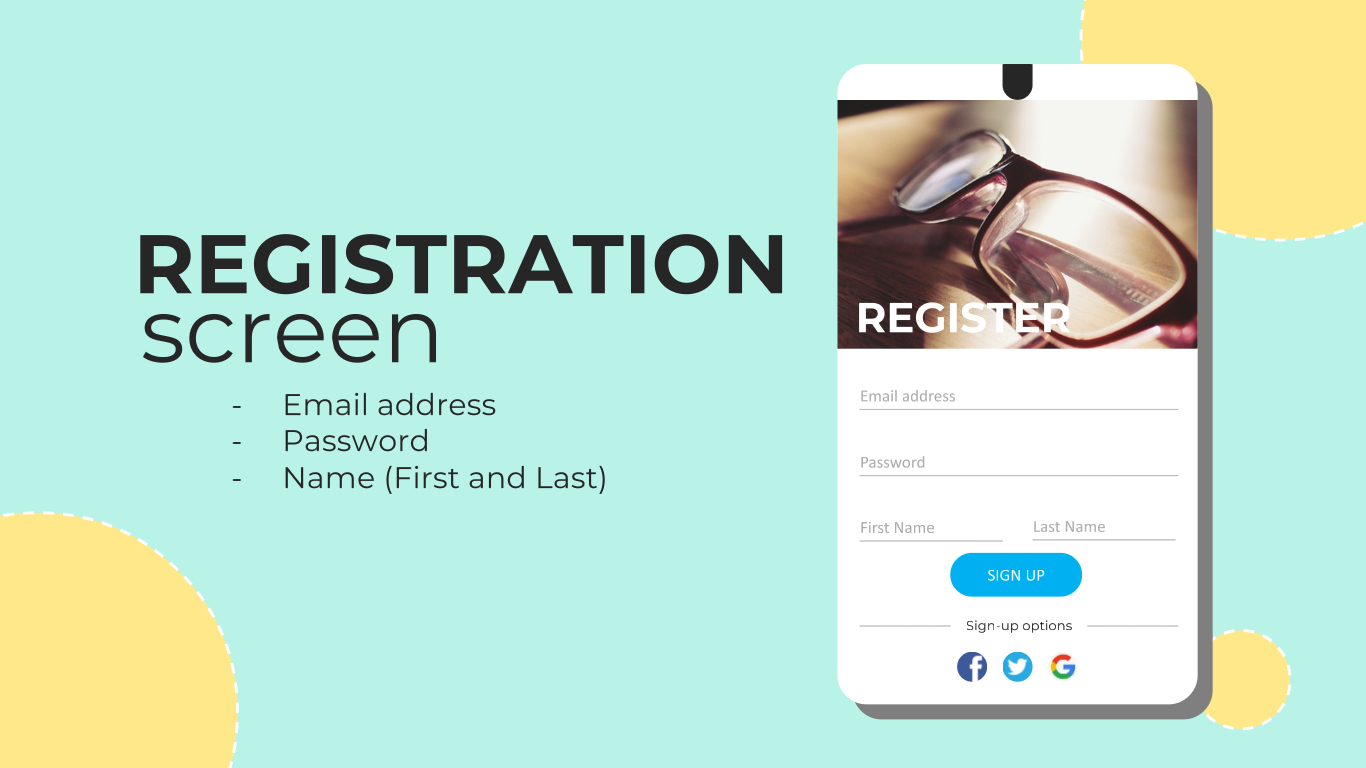 REGISTRATION
screen
- Email address
- Password
- Name (First and Last)
REGISTER
Email address
Password
First Name Last Name
SIGN UP
Sign-up options